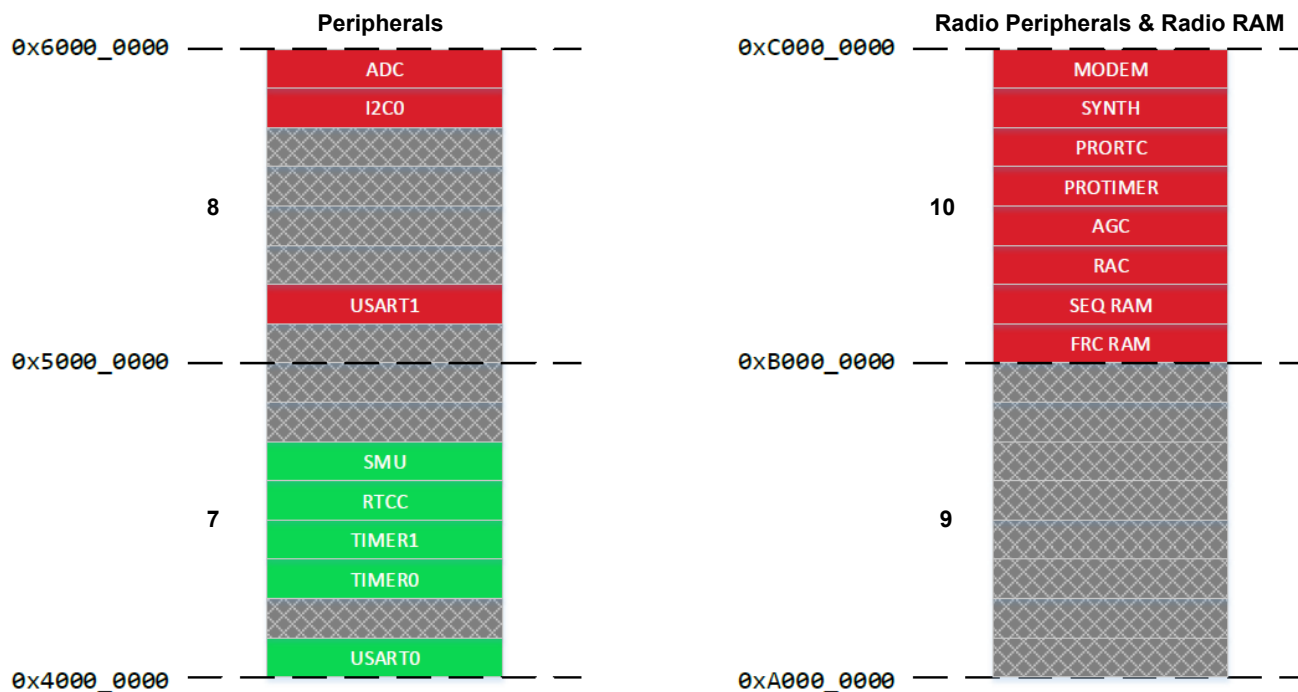 Peripherals
0x6000_0000
ADC
I2C0
8
USART1
0x5000_0000
SMU
RTCC
7
TIMER1
TIMER0
USART0
0x4000_0000
Radio Peripherals & Radio RAM
0xC000_0000
MODEM
SYNTH
PRORTC
PROTIMER
10
AGC
RAC
SEQ RAM
FRC RAM
0xB000_0000
9
0xA000_0000